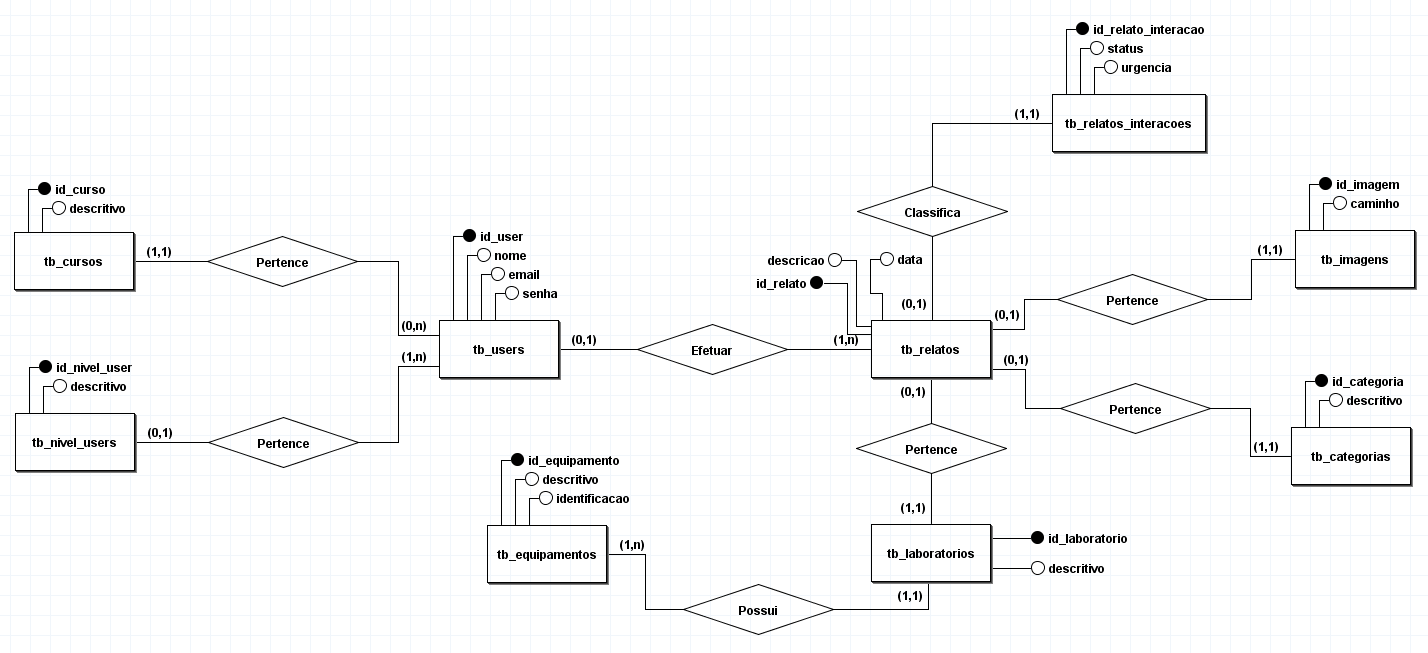 id_relato_interacao
status
urgencia
(1,1)
tb_relatos_interacoes
id_curso
descritivo
id_imagem
caminho
Classifica
(1,1)
tb_cursos
Pertence
id_user
nome
email
senha
descricao
data
id_relato
(1,1)
tb_imagens
(0,1)
Pertence
(0,1)
(0,n)
tb_users
(0,1)
Efetuar
(1,n)
tb_relatos
(1,n)
(0,1)
id_nivel_user
descritivo
(0,1)
id_categoria
descritivo
Pertence
(0,1)
tb_nivel_users
Pertence
Pertence
(1,1)
tb_categorias
id_equipamento
descritivo
identificacao
(1,1)
tb_equipamentos
(1,n)
tb_laboratorios
id_laboratorio
descritivo
(1,1)
Possui